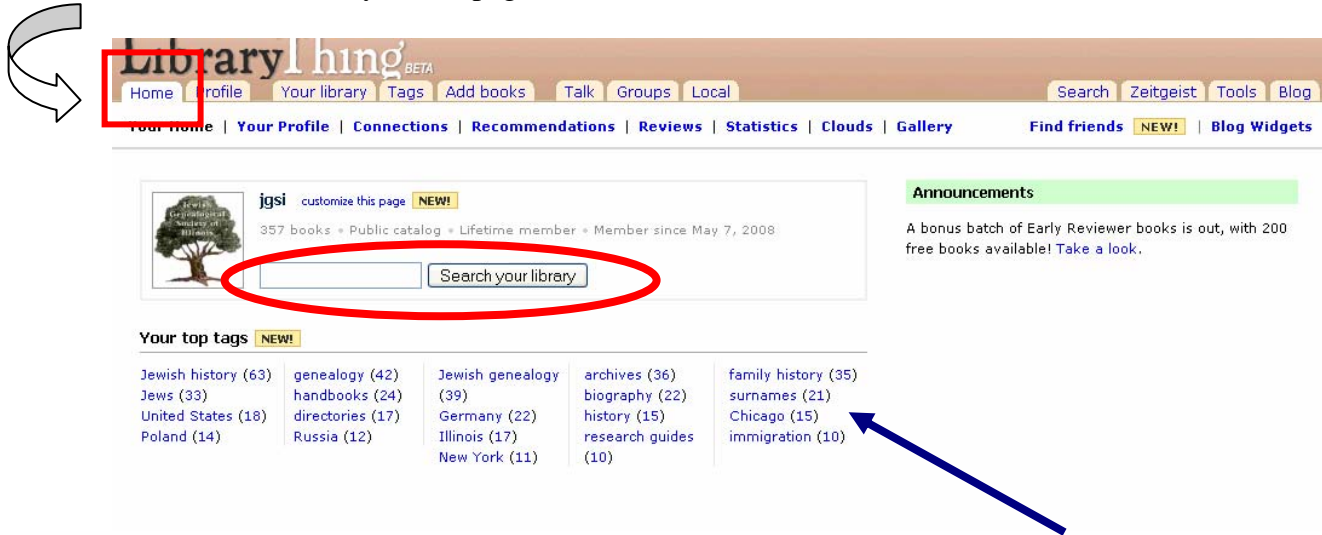 LibraryThing BETA
Home Profile Your library Tags Add books Talk Groups Local Search Zeitgeist Tools Blog
Your Home | Your Profile | Connections | Recommendations | Reviews | Statistics | Clouds | Gallery Find friends NEW! | Blog Widgets
Jewish
Genealogical
Society of
Illinois
jgsi customize this page NEW!
357 books • Public catalog • Lifetime member • Member since May 7, 2008
Search your library
Announcements
A bonus batch of Early Reviewer books is out, with 200
free books available! Take a look.
Your top tags NEW!
Jewish history (63)
Jews (33)
United States (18)
Poland (14)
genealogy (42)
handbooks (24)
directories (17)
Russia (12)
Jewish genealogy
(39)
Germany (22)
Illinois (17)
New York (11)
archives (36)
biography (22)
history (15)
research guides
(10)
family history (35)
surnames (21)
Chicago (15)
immigration (10)